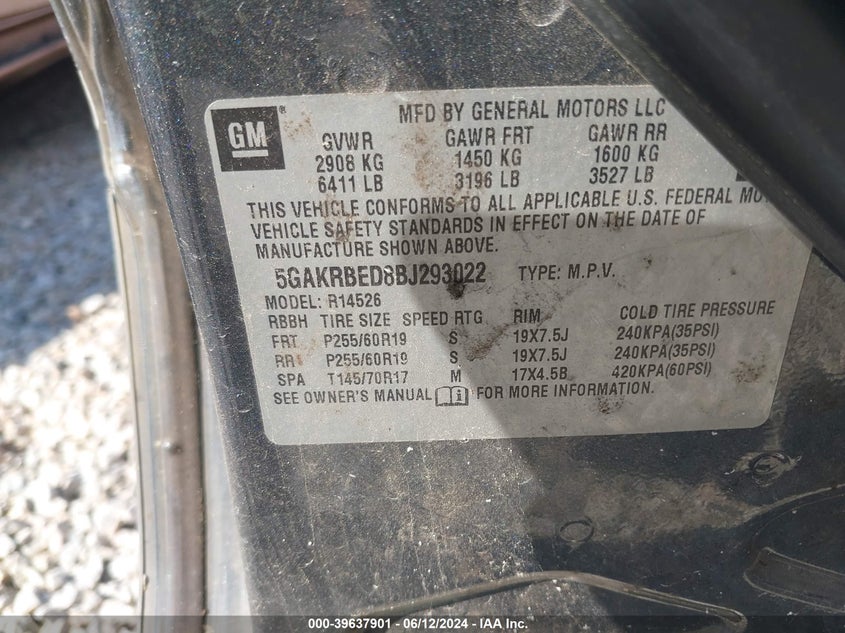 MFD BY GENERAL MOTORS LLC
GM®
GVWR GAWR FRT GAWR RR
2908 KG 1450 KG 1600 KG
6411 LB 3196 LB 3527 LB
THIS VEHICLE CONFORMS TO ALL APPLICABLE U.S. FEDERAL
VEHICLE SAFETY STANDARDS IN EFFECT ON THE DATE OF
MANUFACTURE SHOWN ABOVE.
5GAKRBED8BJ293022 TYPE: M.P.V.
MODEL: R14526
RBBH TIRE SIZE SPEED RTG RIM COLD TIRE PRESSURE
FRT P255/60R19 S 19X7.5J 240KPA(35PSI)
RR P255/60R19 S 19X7.5J 240KPA(35PSI)
SPA T145/70R17 M 17X4.5B 420KPA(60PSI)
SEE OWNER'S MANUAL i FOR MORE INFORMATION.
000-39637901 - 06/12/2024 - IAA Inc.